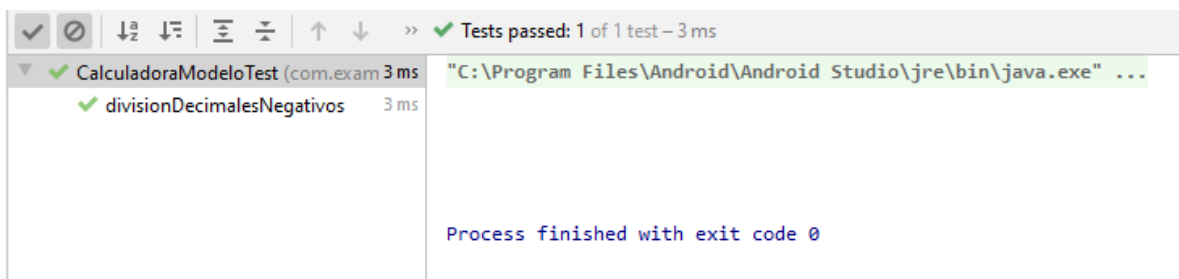 » Tests passed: 1 of 1 test – 3 ms
CalculadoraModeloTest (com.exam 3 ms
divisionDecimalesNegativos 3 ms
"C:\Program Files\Android\Android Studio\jre\bin\java.exe" ...
Process finished with exit code 0